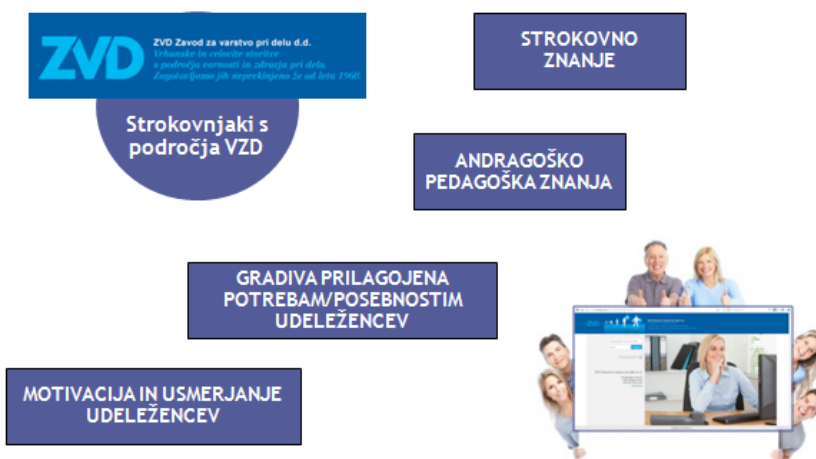 ZVD
ZVD Zavod za varstvo pri delu d.d.
Vrhunske in celovite storitve
s področja varnosti in zdravja pri delu.
Zagotavljamo jih neprekinjeno že od leta 1960.
Strokovnjaki s
področja VZD
STROKOVNO
ZNANJE
ANDRAGOŠKO
PEDAGOŠKA ZNANJA
GRADIVA PRILAGOJENA
POTREBAM/POSEBNOSTIM
UDELEŽENCEV
MOTIVACIJA IN USMERJANJE
UDELEŽENCEV
ZVD